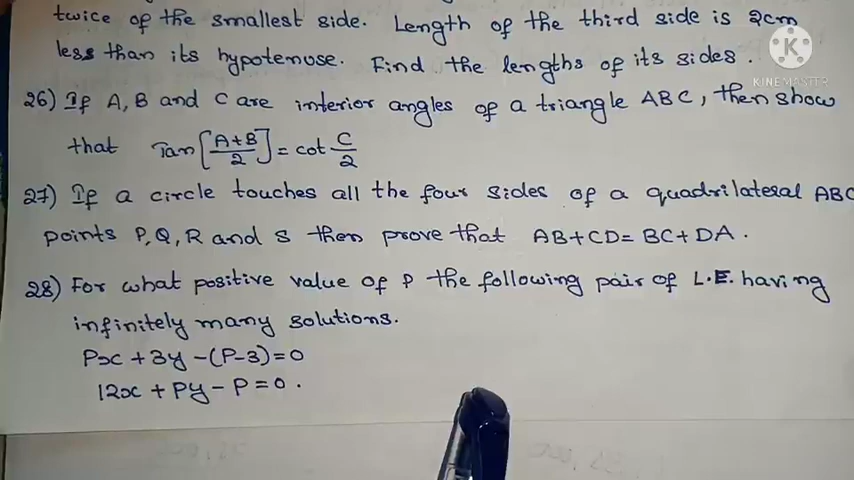 twice of the smallest side. Length of the third side is 2cm
less than its hypotenuse. Find the lengths of its sides.
KINEMASTER
26) If A, B and C are interior angles of a triangle ABC, then show
that Tan[A+B/2] = cot C/2
27) If a circle touches all the four sides of a quadrilateral ABC
points P, Q, R and S then prove that AB+CD = BC+DA.
28) For what positive value of P the following pair of L.E. having
infinitely many solutions.
Px + 3y - (P-3) = 0
12x + Py - P = 0.